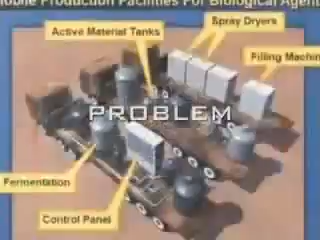 obile Production Facilities For Biological Agent
Spray Dryers
Active Material Tanks
Filling Machin
PROBLEM
Fermentation
Control Panel